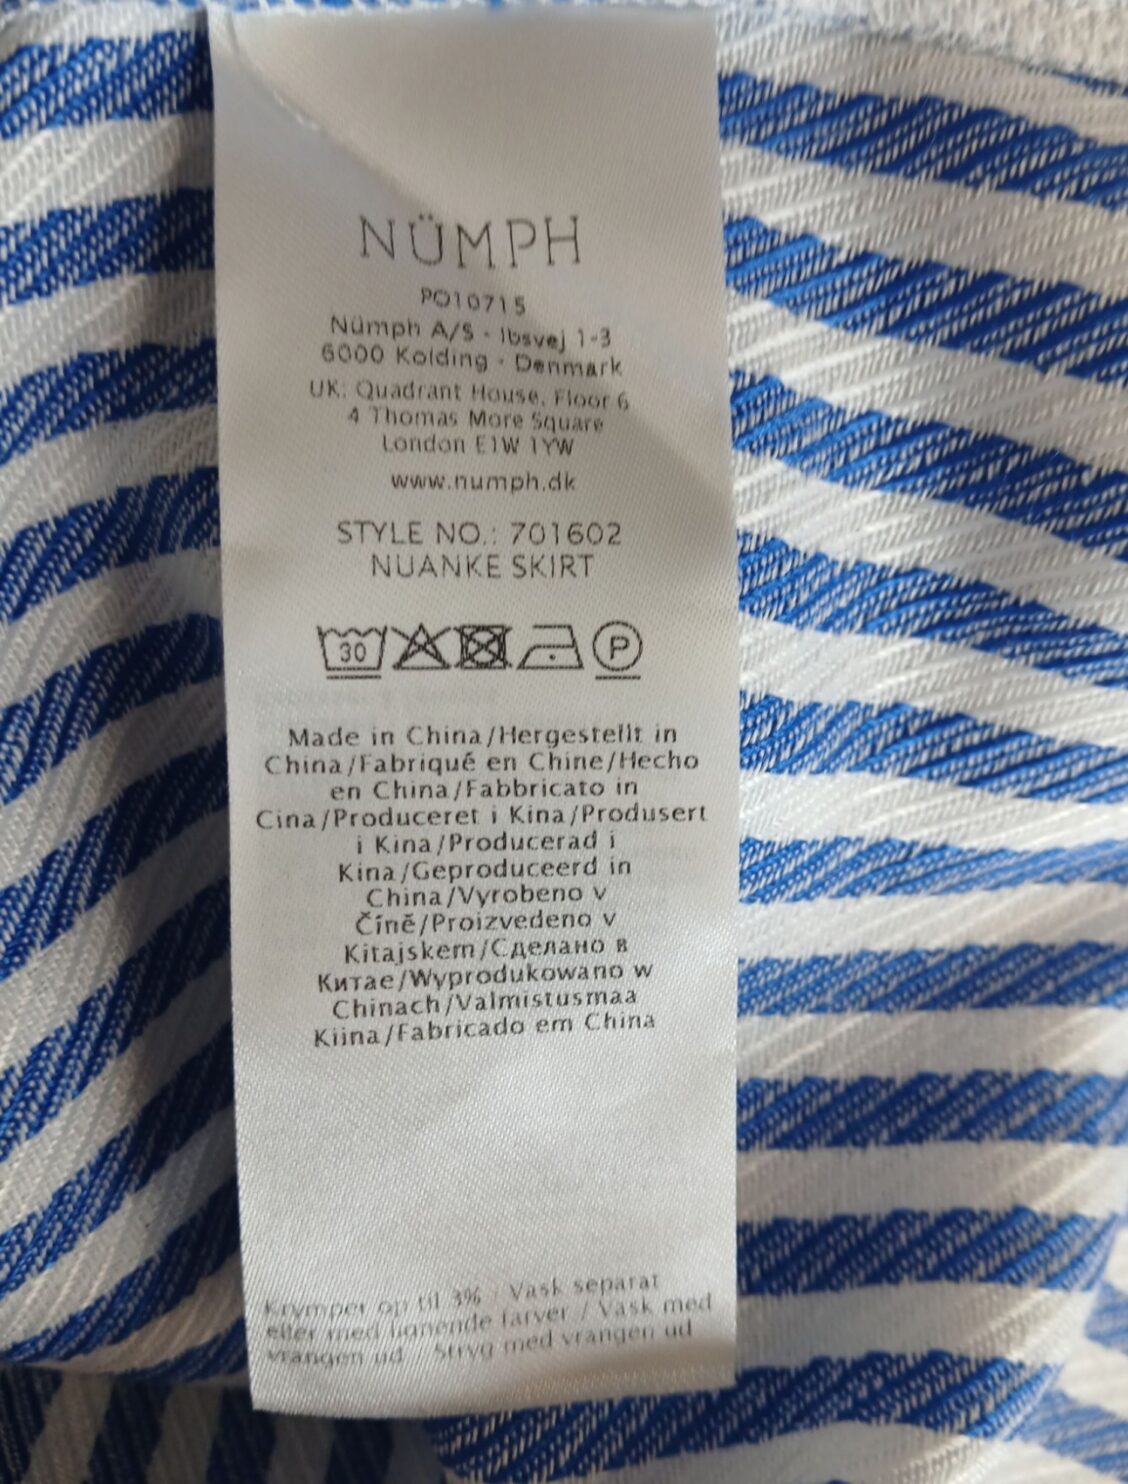 NÜMPH
PO10715
Nümph A/S - Ibsvej 1-3
6000 Kolding - Denmark
UK: Quadrant House, Floor 6
4 Thomas More Square
London E1W 1YW
www.numph.dk
STYLE NO.: 701602
NUANKE SKIRT
30 P
Made in China/Hergestellt in
China/Fabriqué en Chine/Hecho
en China/Fabbricato in
Cina/Produceret i Kina/Produsert
i Kina/Producerad i
Kina/Geproduceerd in
China/Vyrobeno v
Číně/Proizvedeno v
Kitajskem/Сделано в
Китае/Wyprodukowano w
Chinach/Valmistusmaa
Kiina/Fabricado em China
Krymper op til 3% / Vask separat
eller med lignende farver / Vask med
vrangen ud / Stryg med vrangen ud